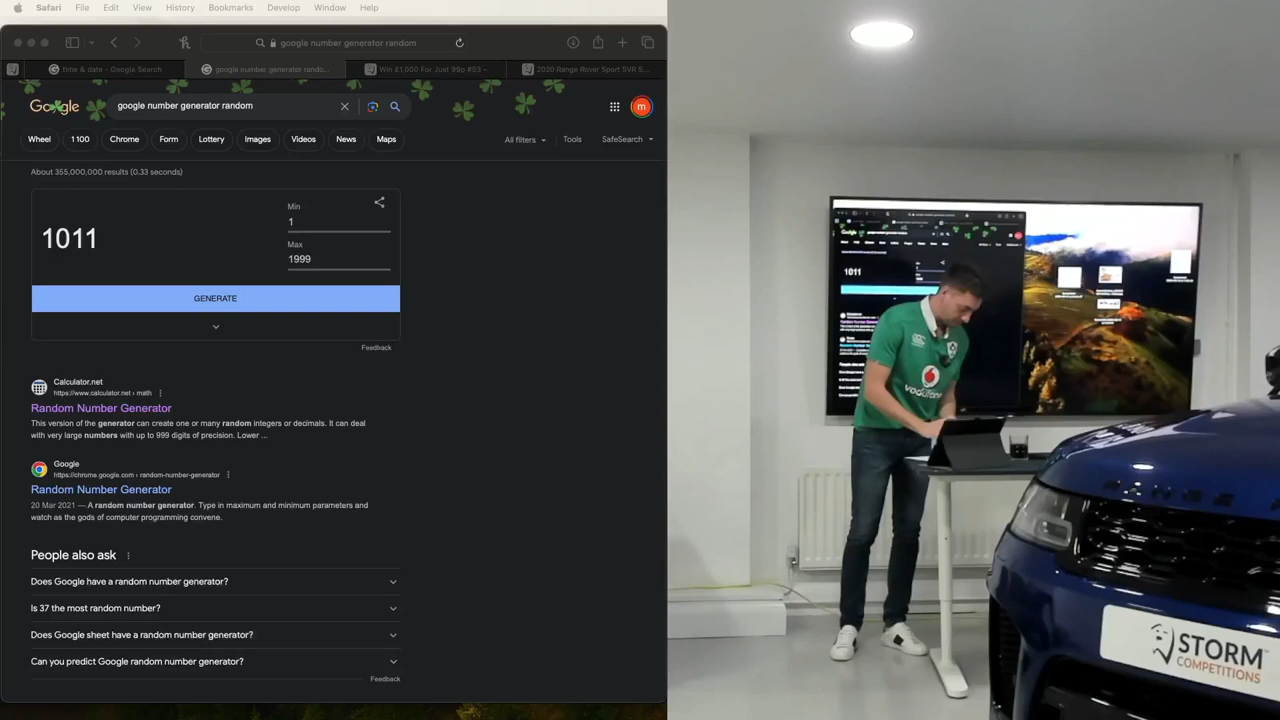 Safari File Edit View History Bookmarks Develop Window Help
google number generator random
time & date - Google Search
google number generator rando...
Win £1,000 For Just 99p #53 –
2020 Range Rover Sport SVR S...
Google
google number generator random
m
Wheel
1 100
Chrome
Form
Lottery
Images
Videos
News
Maps
All filters
Tools
SafeSearch
About 355,000,000 results (0.33 seconds)
1011
Min
1
Max
1999
GENERATE
Feedback
Calculator.net
https://www.calculator.net › math
Random Number Generator
This version of the generator can create one or many random integers or decimals. It can deal
with very large numbers with up to 999 digits of precision. Lower ...
Google
https://chrome.google.com › random-number-generator
Random Number Generator
20 Mar 2021 — A random number generator. Type in maximum and minimum parameters and
watch as the gods of computer programming convene.
People also ask
Does Google have a random number generator?
Is 37 the most random number?
Does Google sheet have a random number generator?
Can you predict Google random number generator?
Feedback
1011
vodafone
STORM
COMPETITIONS